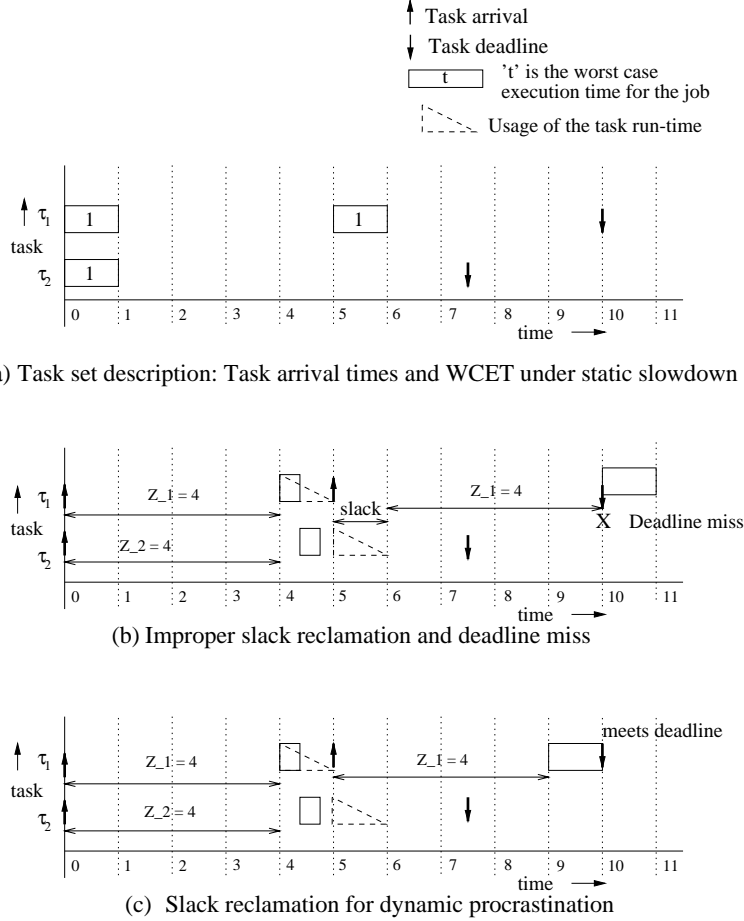 Task arrival
Task deadline
t
't' is the worst case
execution time for the job
Usage of the task run-time
τ1
1
1
task
τ2
1
0 1 2 3 4 5 6 7 8 9 10 11
time
a) Task set description: Task arrival times and WCET under static slowdown
τ1
Z_1 = 4
slack
Z_1 = 4
task
X Deadline miss
τ2
Z_2 = 4
0 1 2 3 4 5 6 7 8 9 10 11
time
(b) Improper slack reclamation and deadline miss
meets deadline
τ1
Z_1 = 4
Z_1 = 4
task
τ2
Z_2 = 4
0 1 2 3 4 5 6 7 8 9 10 11
time
(c) Slack reclamation for dynamic procrastination